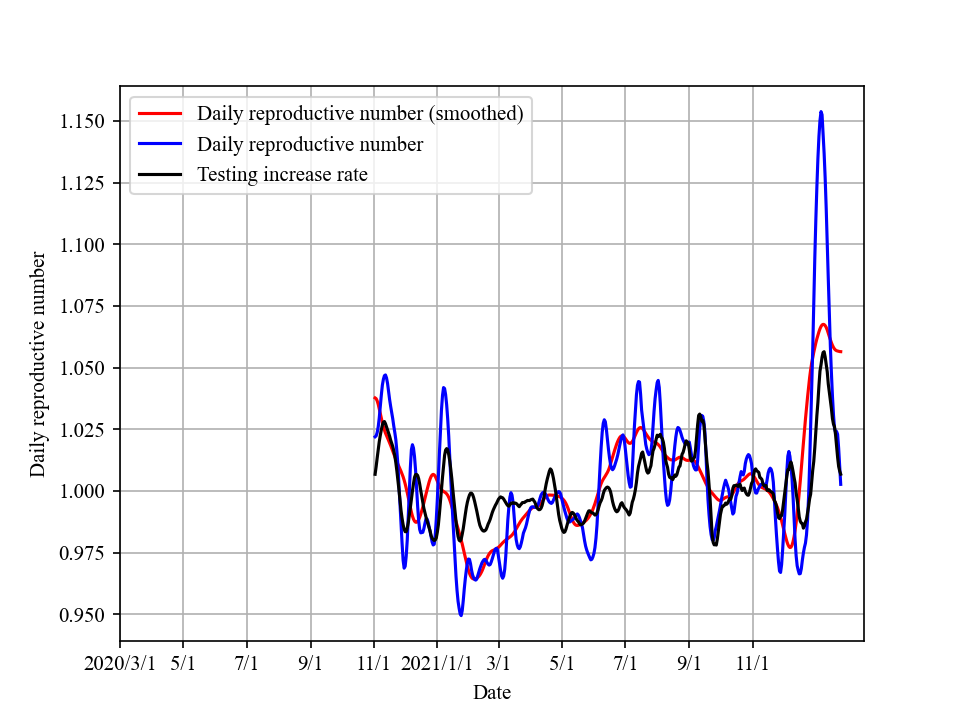 Daily reproductive number (smoothed)
Daily reproductive number
Testing increase rate
1.150
1.125
1.100
1.075
1.050
1.025
1.000
0.975
0.950
Daily reproductive number
2020/3/1 5/1 7/1 9/1 11/1 2021/1/1 3/1 5/1 7/1 9/1 11/1
Date